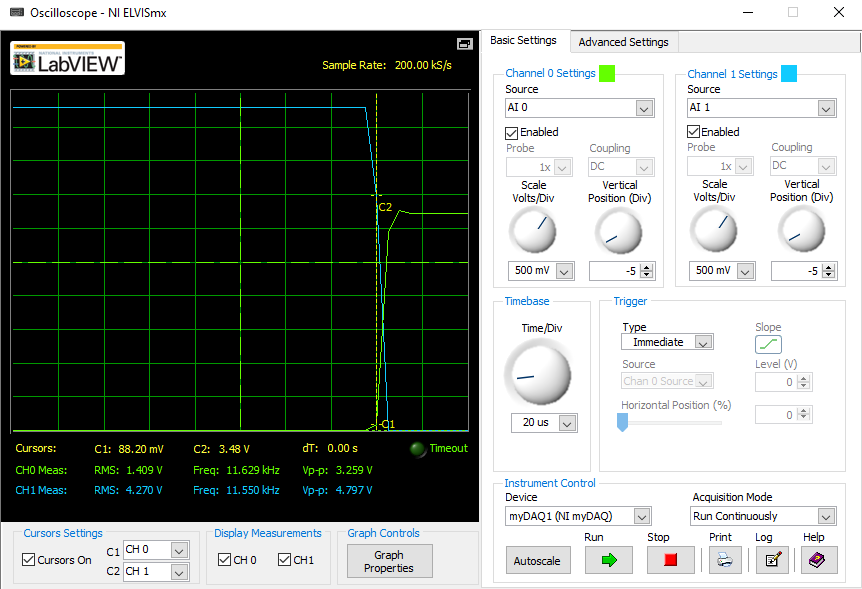 Oscilloscope - NI ELVISmx
POWERED BY
NATIONAL INSTRUMENTS
LabVIEW™
Sample Rate: 200.00 kS/s
C2
C1
Cursors: C1: 88.20 mV C2: 3.48 V dT: 0.00 s Timeout
CH0 Meas: RMS: 1.409 V Freq: 11.629 kHz Vp-p: 3.259 V
CH1 Meas: RMS: 4.270 V Freq: 11.550 kHz Vp-p: 4.797 V
Cursors Settings
Cursors On
C1 CH 0
C2 CH 1
Display Measurements
CH 0 CH1
Graph Controls
Graph
Properties
Basic Settings Advanced Settings
Channel 0 Settings
Source
AI 0
Enabled
Probe Coupling
1x DC
Scale Vertical
Volts/Div Position (Div)
500 mV -5
Channel 1 Settings
Source
AI 1
Enabled
Probe Coupling
1x DC
Scale Vertical
Volts/Div Position (Div)
500 mV -5
Timebase
Time/Div
20 us
Trigger
Type Slope
Immediate
Source Level (V)
Chan 0 Source 0
Horizontal Position (%)
0
Instrument Control
Device Acquisition Mode
myDAQ1 (NI myDAQ) Run Continuously
Run Stop Print Log Help
Autoscale